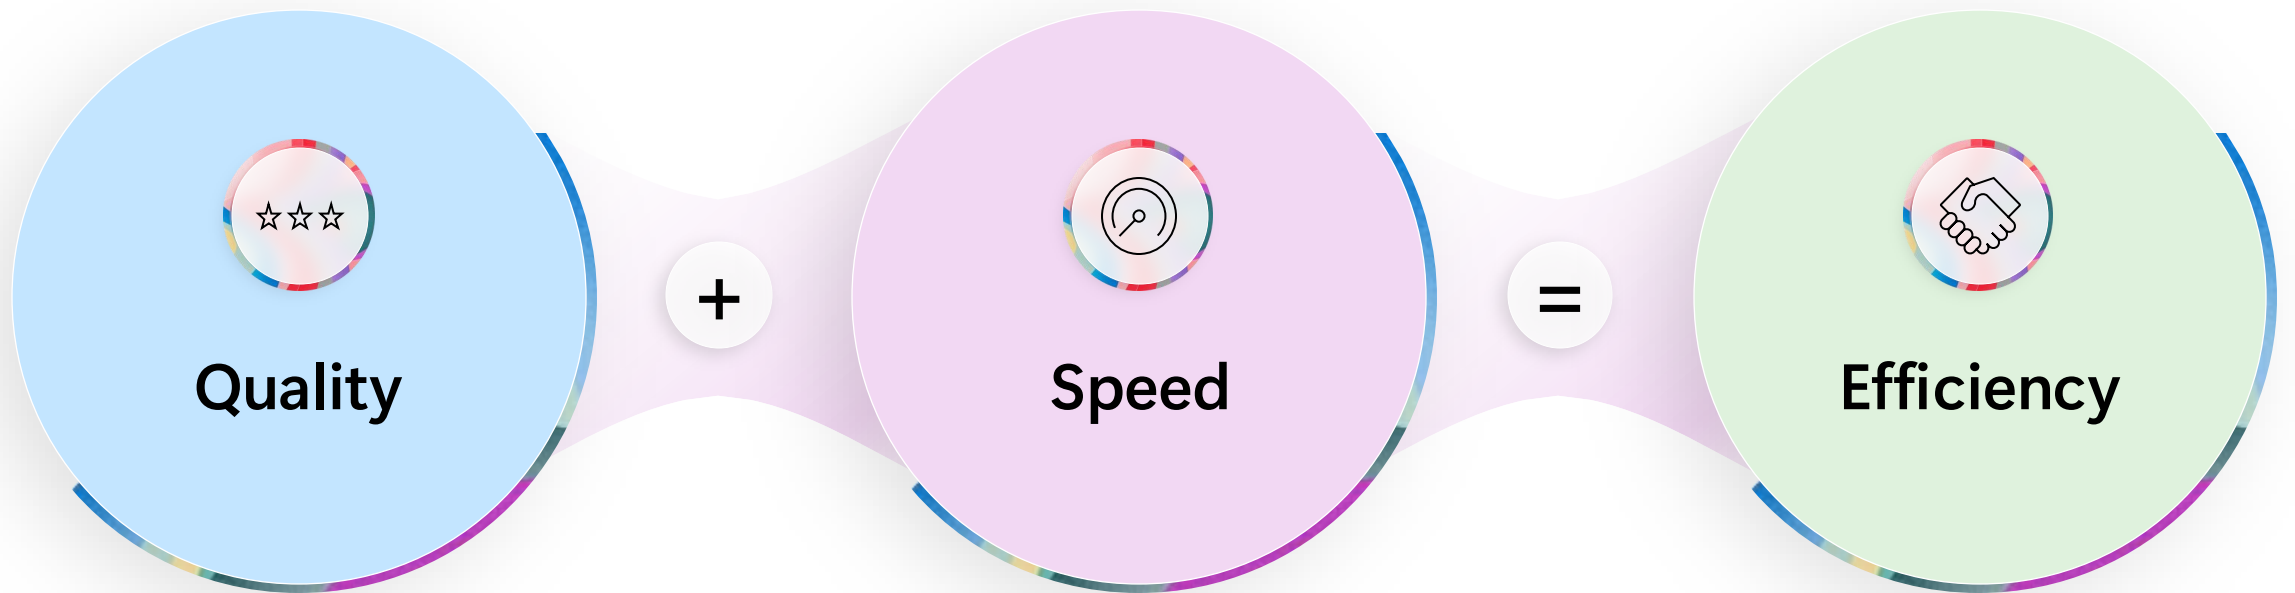 Quality
+
Speed
=
Efficiency